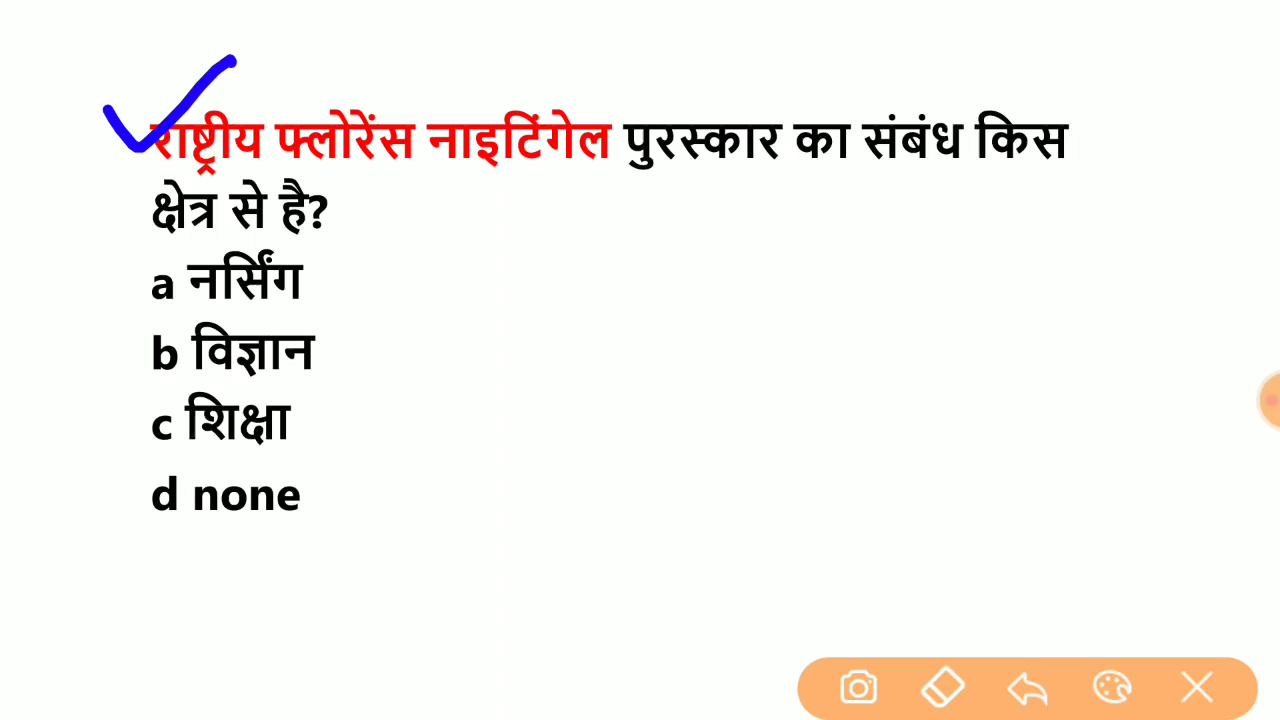 राष्ट्रीय फ्लोरेंस नाइटिंगेल पुरस्कार का संबंध किस
क्षेत्र से है?
a नर्सिंग
b विज्ञान
c शिक्षा
d none